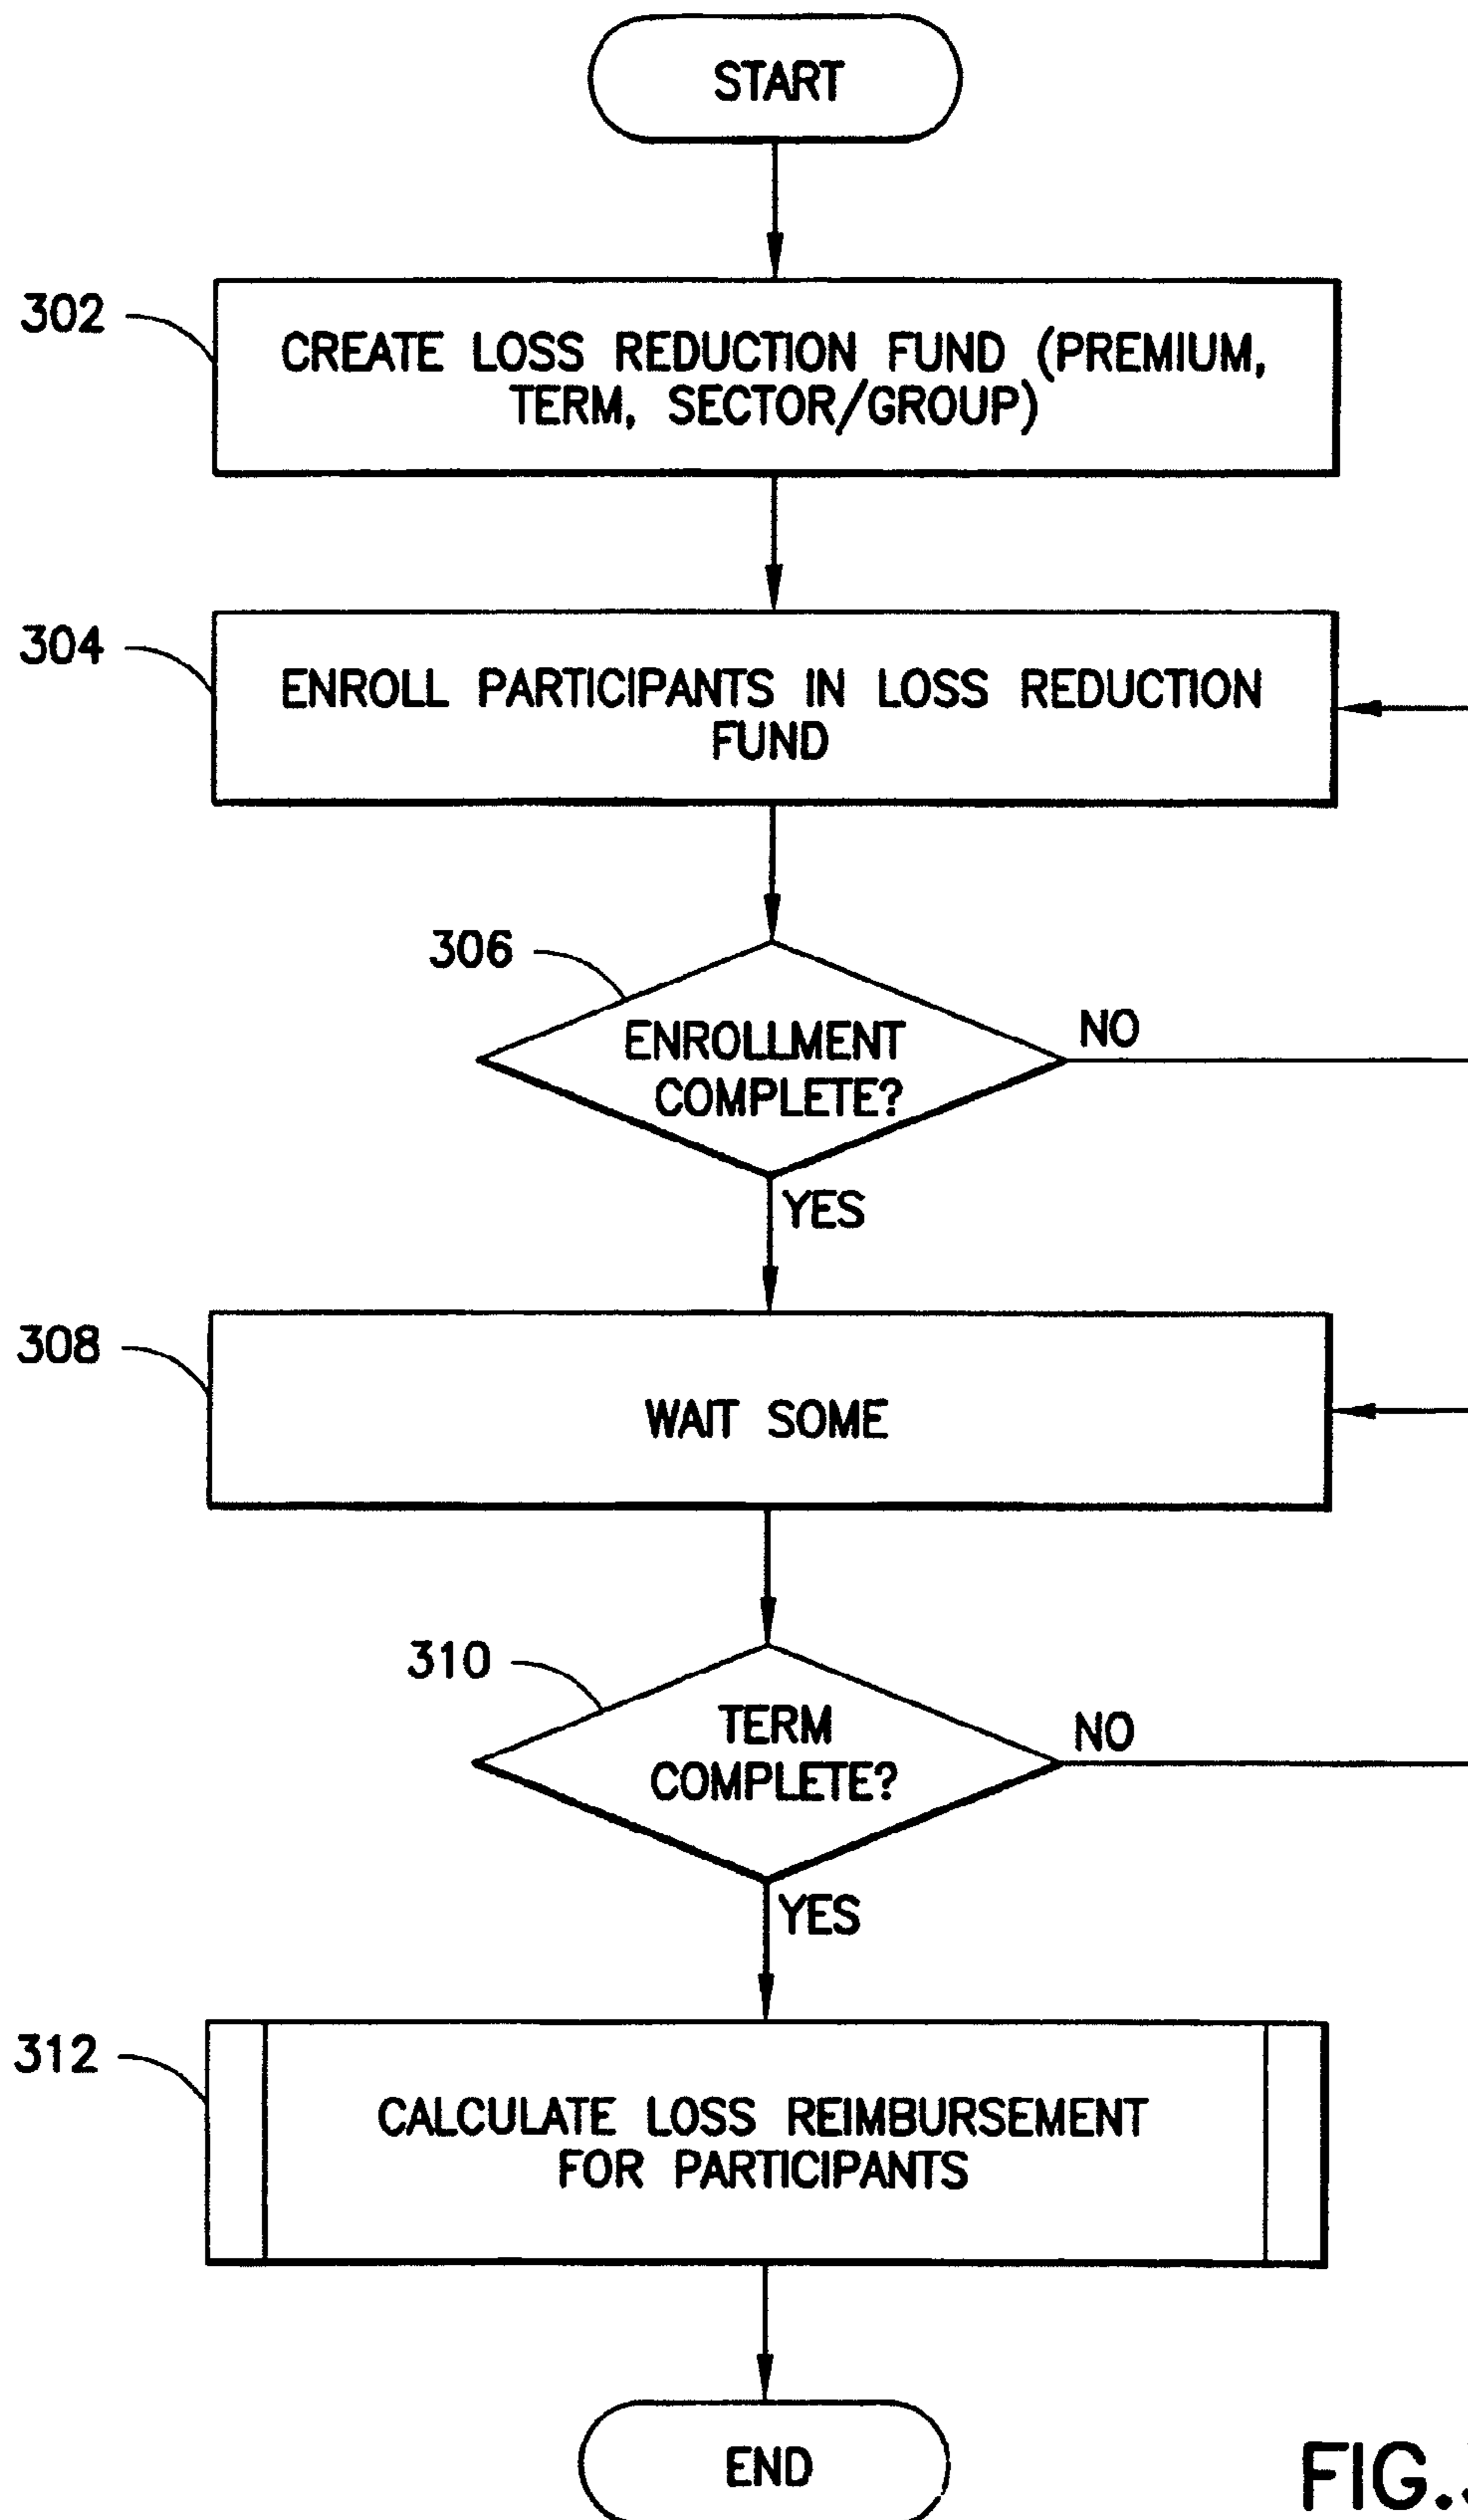 START
302
CREATE LOSS REDUCTION FUND (PREMIUM,
TERM, SECTOR/GROUP)
304
ENROLL PARTICIPANTS IN LOSS REDUCTION
FUND
306
ENROLLMENT
COMPLETE?
NO
YES
308
WAIT SOME
310
TERM
COMPLETE?
NO
YES
312
CALCULATE LOSS REIMBURSEMENT
FOR PARTICIPANTS
END
FIG.